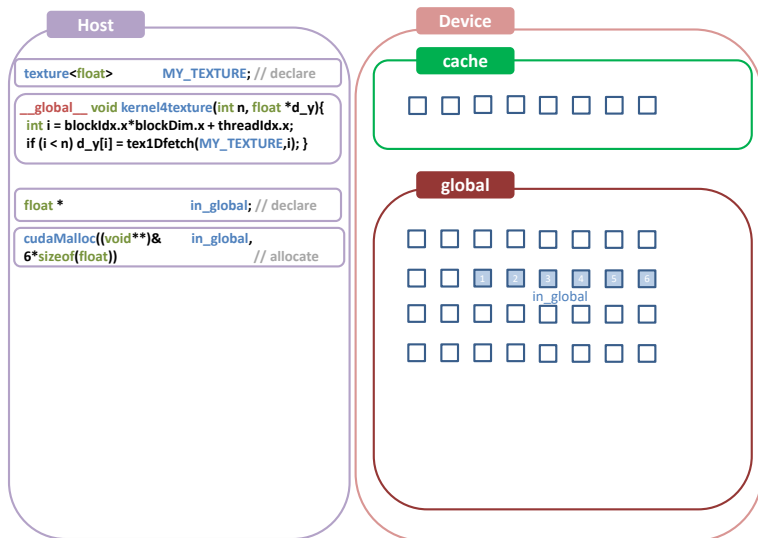 Host
texture<float> MY_TEXTURE; // declare
__global__ void kernel4texture(int n, float *d_y){
int i = blockIdx.x*blockDim.x + threadIdx.x;
if (i < n) d_y[i] = tex1Dfetch(MY_TEXTURE,i); }
float * in_global; // declare
cudaMalloc((void**)& in_global,
6*sizeof(float)) // allocate
Device
cache
global
1 2 3 4 5 6
in_global